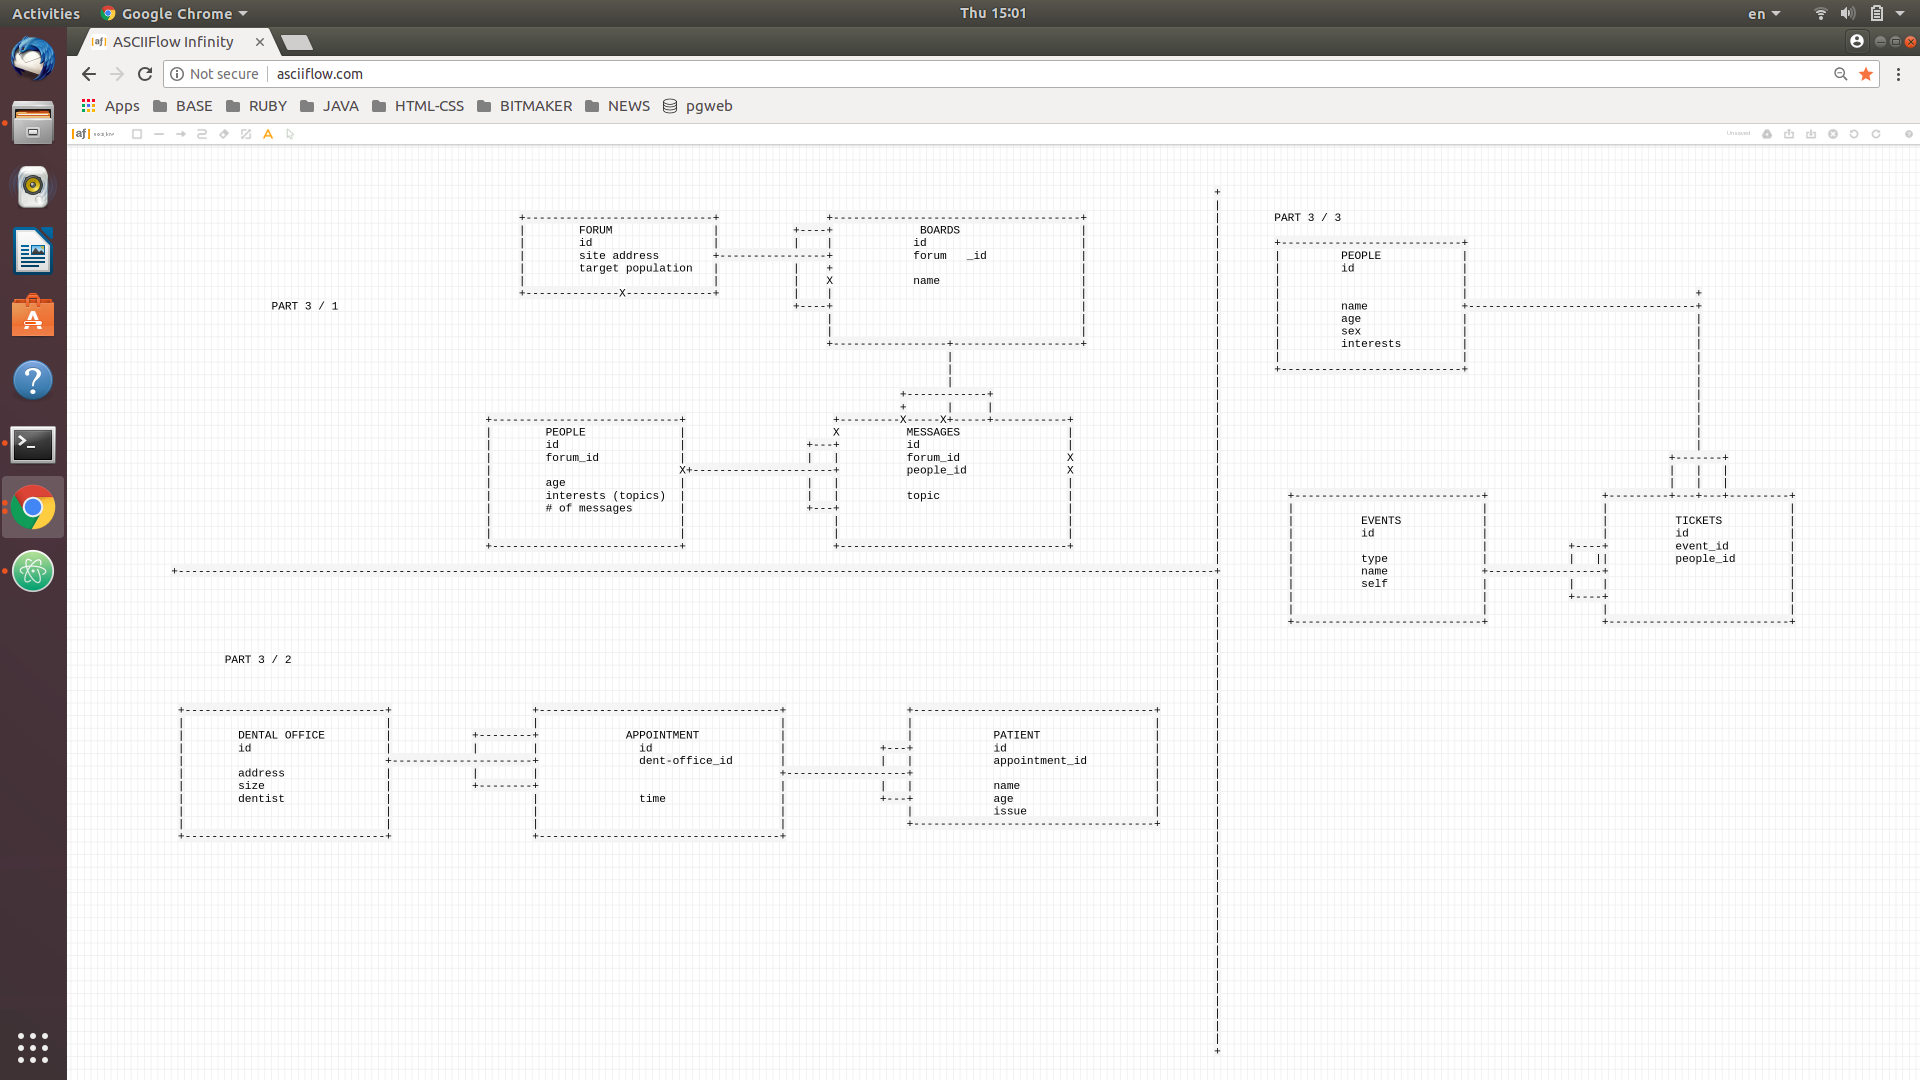 Activities
Google Chrome
Thu 15:01
en
ASCIIFlow Infinity
Not secure
asciiflow.com
Apps
BASE
RUBY
JAVA
HTML-CSS
BITMAKER
NEWS
pgweb
|af|
A
Unsaved
PART 3 / 1
FORUM
id
site address
target population
BOARDS
id
forum _id
name
PEOPLE
id
forum_id
age
interests (topics)
# of messages
MESSAGES
id
forum_id
people_id
topic
PART 3 / 2
DENTAL OFFICE
id
address
size
dentist
APPOINTMENT
id
dent-office_id
time
PATIENT
id
appointment_id
name
age
issue
PART 3 / 3
PEOPLE
id
name
age
sex
interests
EVENTS
id
type
name
self
TICKETS
id
event_id
people_id